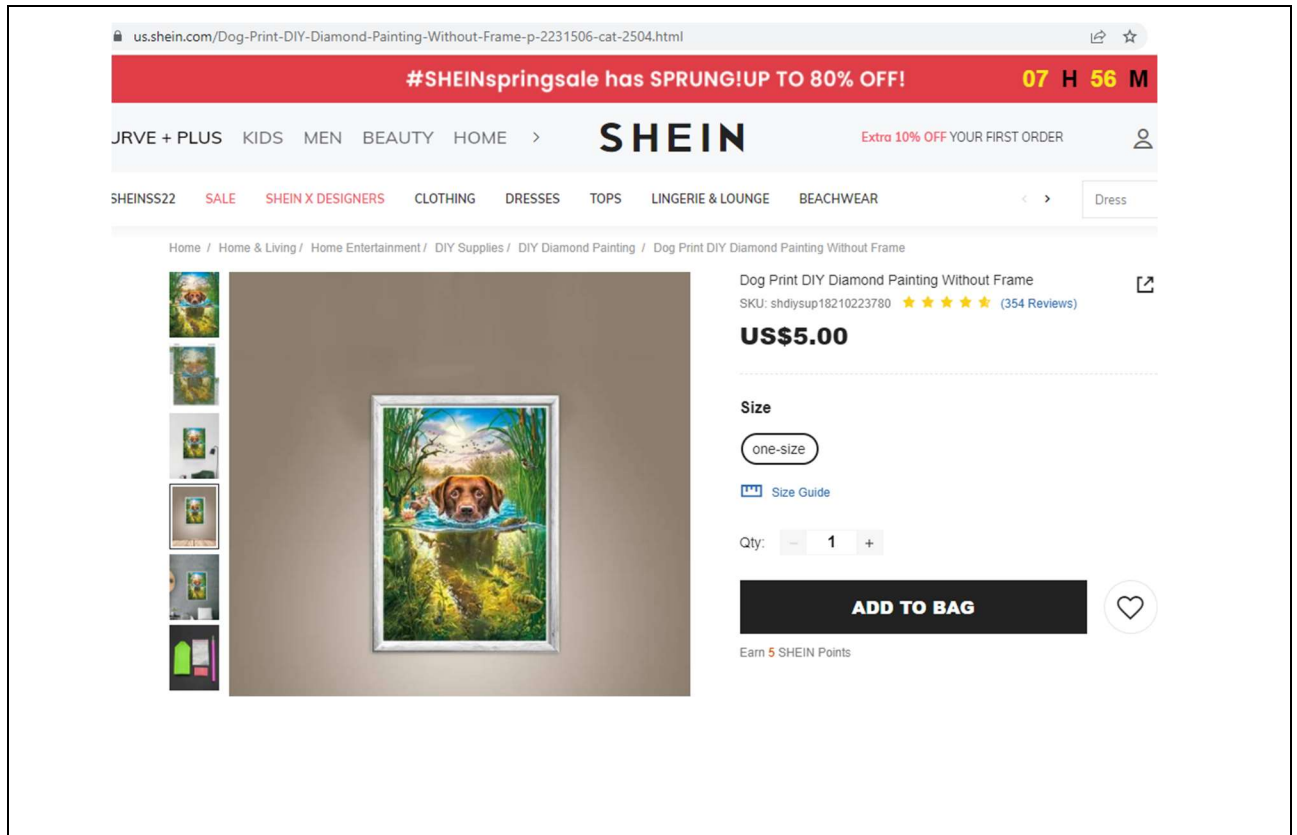 us.shein.com/Dog-Print-DIY-Diamond-Painting-Without-Frame-p-2231506-cat-2504.html
#SHEINspringsale has SPRUNG!UP TO 80% OFF! 07 H 56 M
URVE + PLUS KIDS MEN BEAUTY HOME > SHEIN Extra 10% OFF YOUR FIRST ORDER
SHEINSS22 SALE SHEIN X DESIGNERS CLOTHING DRESSES TOPS LINGERIE & LOUNGE BEACHWEAR < > Dress
Home / Home & Living / Home Entertainment / DIY Supplies / DIY Diamond Painting / Dog Print DIY Diamond Painting Without Frame
Dog Print DIY Diamond Painting Without Frame
SKU: shdiysup18210223780 (354 Reviews)
US$5.00
Size
one-size
Size Guide
Qty: − 1 +
ADD TO BAG
Earn 5 SHEIN Points